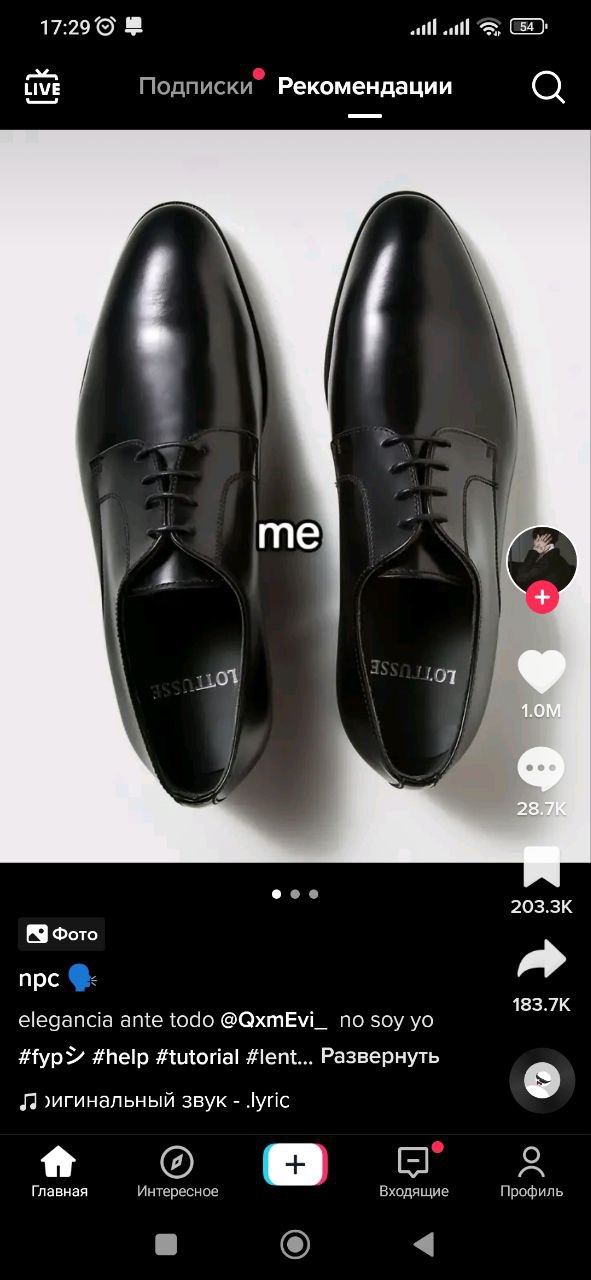 17:29
54
LIVE
Подписки
Рекомендации
me
LOTTUSSE
LOTTUSSE
1.0M
28.7K
203.3K
Фото
npc 🗣
183.7K
elegancia ante todo @QxmEvi_ no soy yo
#fypシ #help #tutorial #lent... Развернуть
ригинальный звук - .lyric
Главная
Интересное
Входящие
Профиль